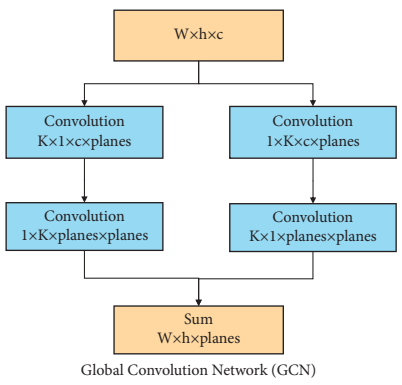 W×h×c
Convolution
K×1×c×planes
Convolution
1×K×c×planes
Convolution
1×K×planes×planes
Convolution
K×1×planes×planes
Sum
W×h×planes
Global Convolution Network (GCN)